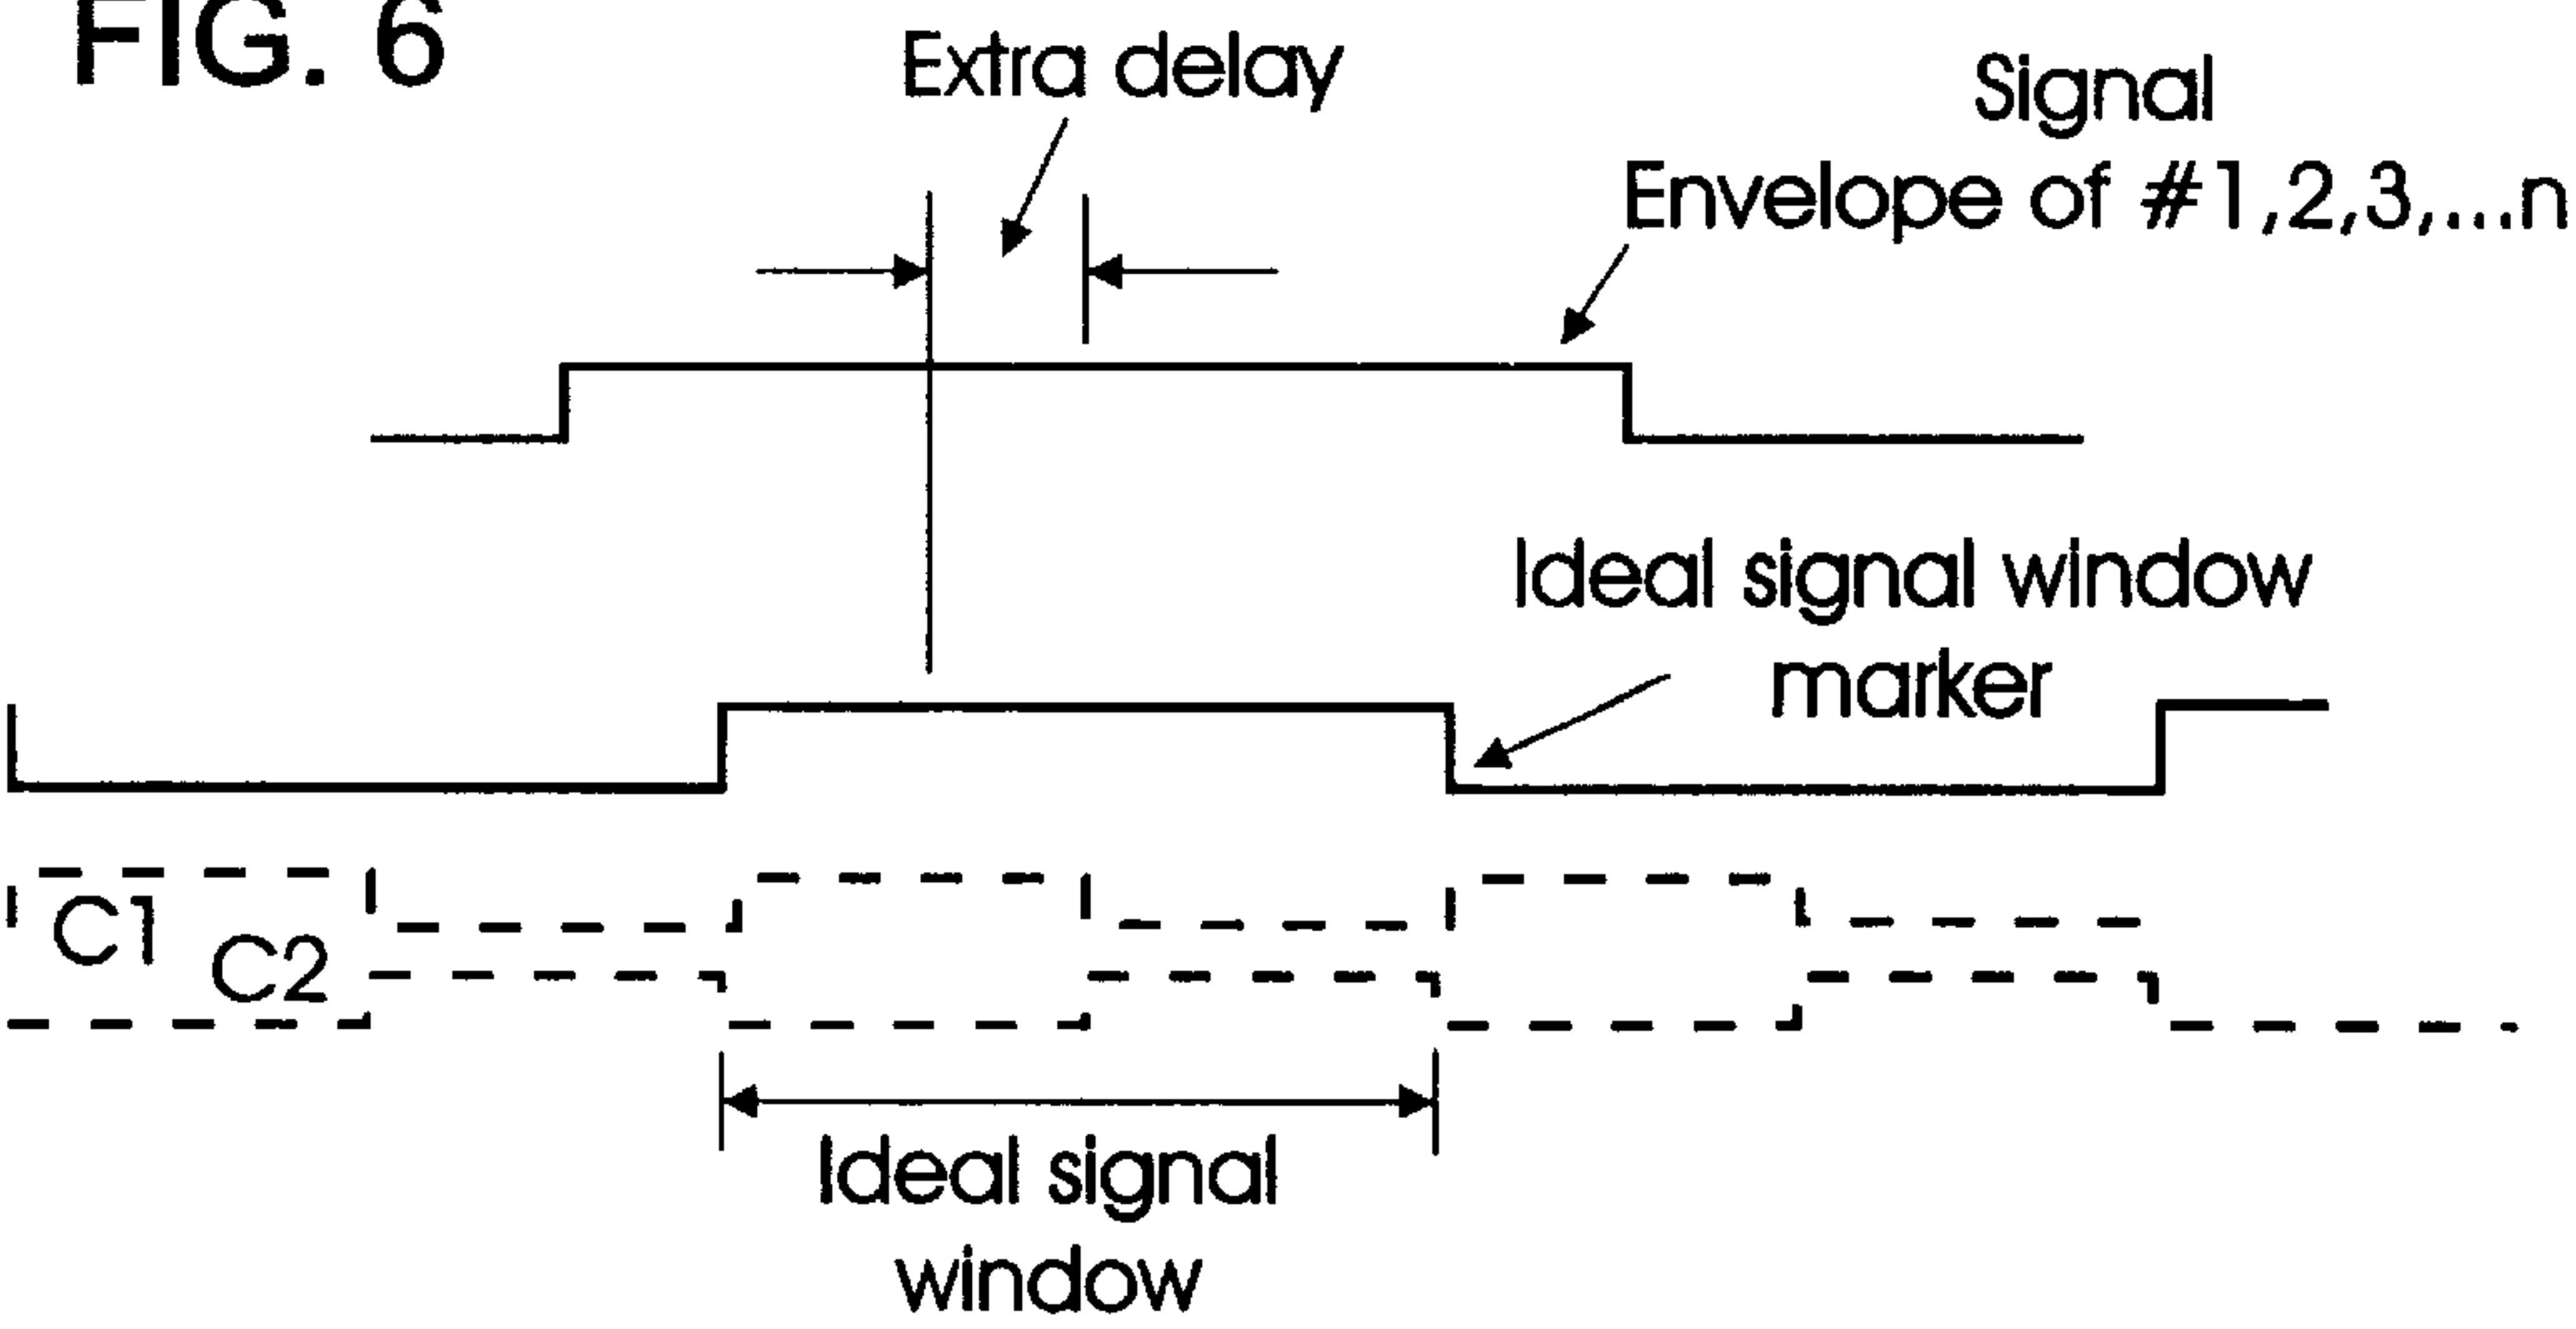 FIG. 6
Extra delay
Signal
Envelope of #1,2,3,...n
Ideal signal window
marker
C1
C2
Ideal signal
window